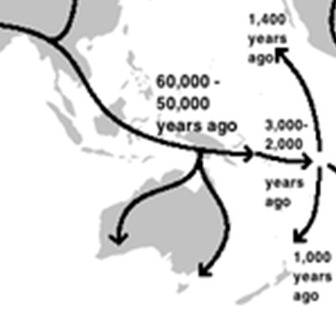 1,400
years
ago
60,000 -
50,000
years ago
3,000-
2,000
years
ago
1,000
years
ago